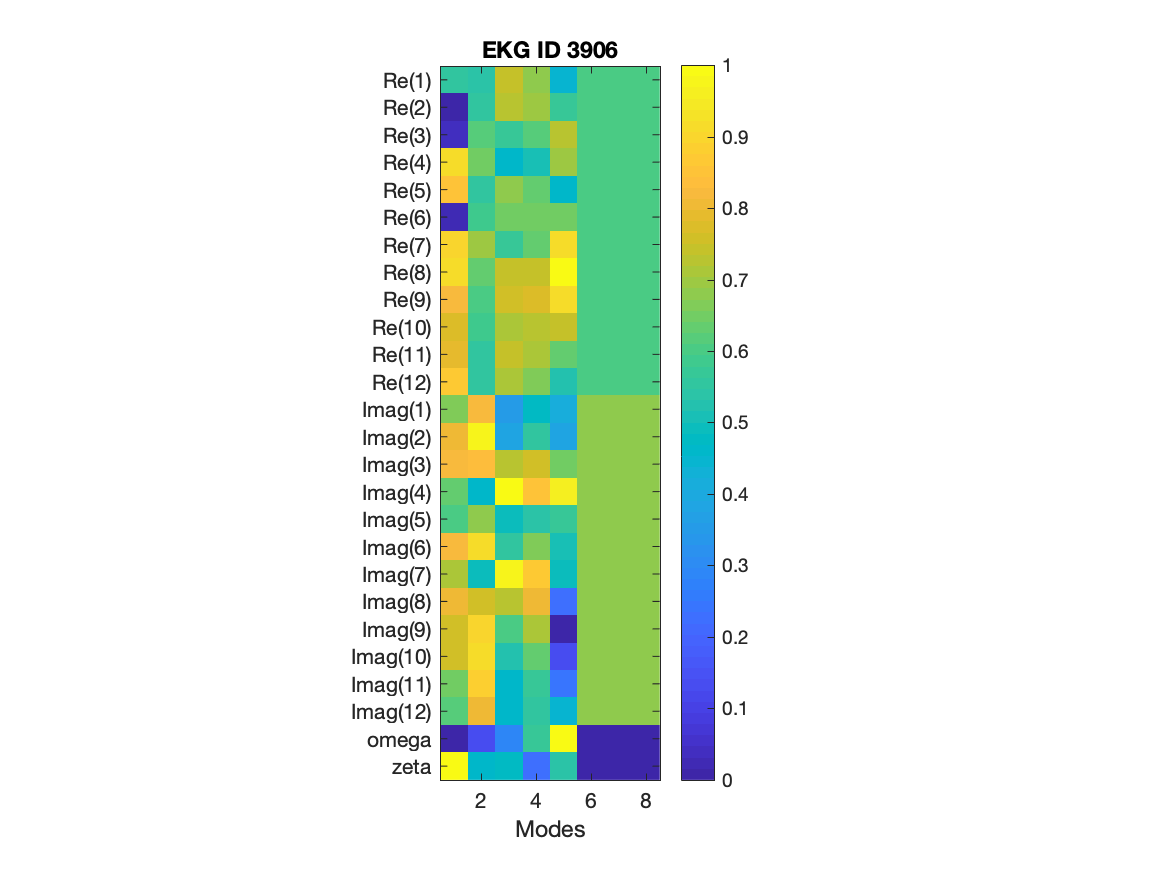 EKG ID 3906
Re(1)
Re(2)
Re(3)
Re(4)
Re(5)
Re(6)
Re(7)
Re(8)
Re(9)
Re(10)
Re(11)
Re(12)
Imag(1)
Imag(2)
Imag(3)
Imag(4)
Imag(5)
Imag(6)
Imag(7)
Imag(8)
Imag(9)
Imag(10)
Imag(11)
Imag(12)
omega
zeta
2 4 6 8
Modes
1
0.9
0.8
0.7
0.6
0.5
0.4
0.3
0.2
0.1
0